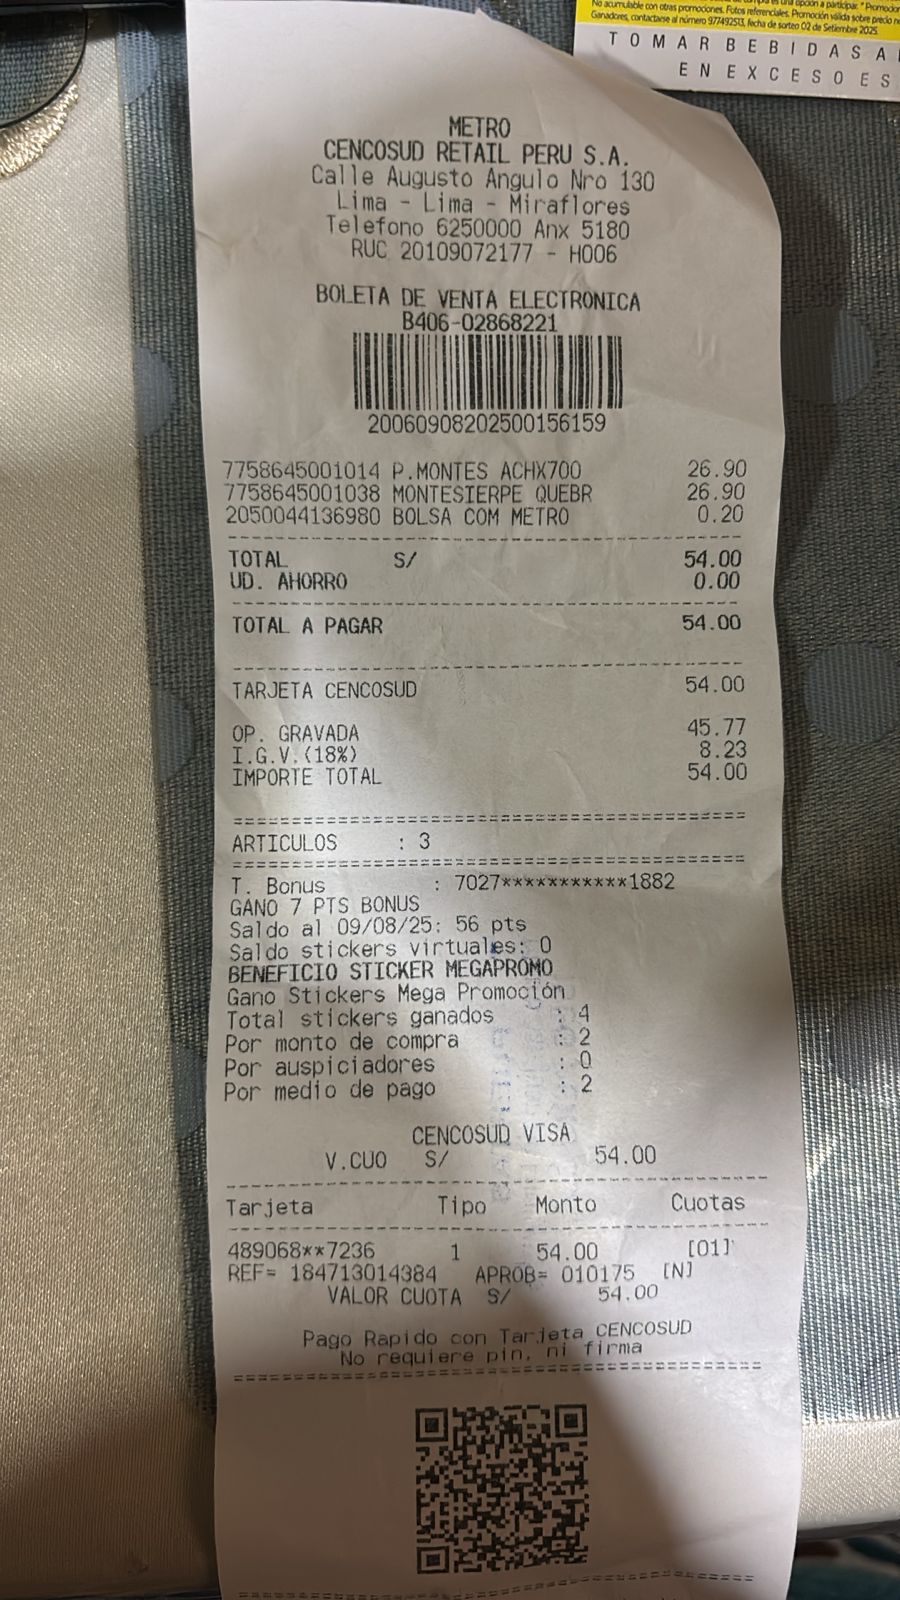 No acumulable con otras promociones. Fotos referenciales. Promoción válida sobre precio
Ganadores, contactarse al número 977492513, fecha de sorteo 02 de Setiembre 2025.
TOMAR BEBIDAS
EN EXCESO ES
METRO
CENCOSUD RETAIL PERU S.A.
Calle Augusto Angulo Nro 130
Lima - Lima - Miraflores
Telefono 6250000 Anx 5180
RUC 20109072177 - H006
BOLETA DE VENTA ELECTRONICA
B406-02868221
20060908202500156159
7758645001014 P.MONTES ACHX700 26.90
7758645001038 MONTESIERPE QUEBR 26.90
2050044136980 BOLSA COM METRO 0.20
TOTAL S/ 54.00
UD. AHORRO 0.00
TOTAL A PAGAR 54.00
TARJETA CENCOSUD 54.00
OP. GRAVADA 45.77
I.G.V.(18%) 8.23
IMPORTE TOTAL 54.00
ARTICULOS : 3
T. Bonus : 7027***********1882
GANO 7 PTS BONUS
Saldo al 09/08/25: 56 pts
Saldo stickers virtuales: 0
BENEFICIO STICKER MEGAPROMO
Gano Stickers Mega Promoción
Total stickers ganados : 4
Por monto de compra : 2
Por auspiciadores : 0
Por medio de pago : 2
CENCOSUD VISA
V.CUO S/ 54.00
Tarjeta Tipo Monto Cuotas
489068**7236 1 54.00 [01]
REF= 184713014384 APROB= 010175 [N]
VALOR CUOTA S/ 54.00
Pago Rapido con Tarjeta CENCOSUD
No requiere pin, ni firma